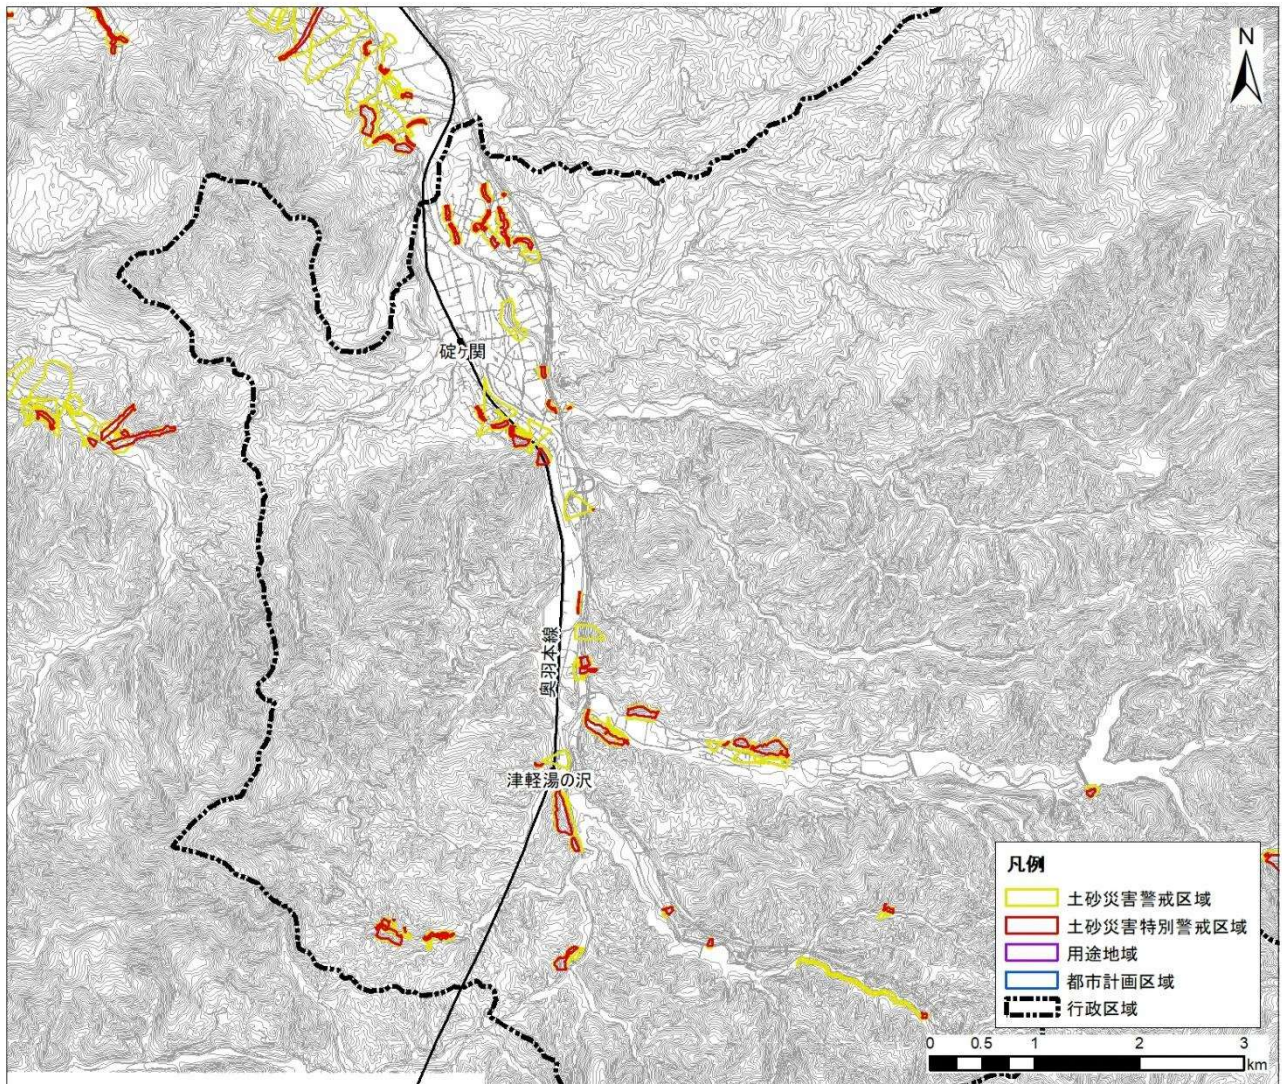 N
碇ヶ関
奥羽本線
津軽湯の沢
凡例
土砂災害警戒区域
土砂災害特別警戒区域
用途地域
都市計画区域
行政区域
0 0.5 1 2 3
km